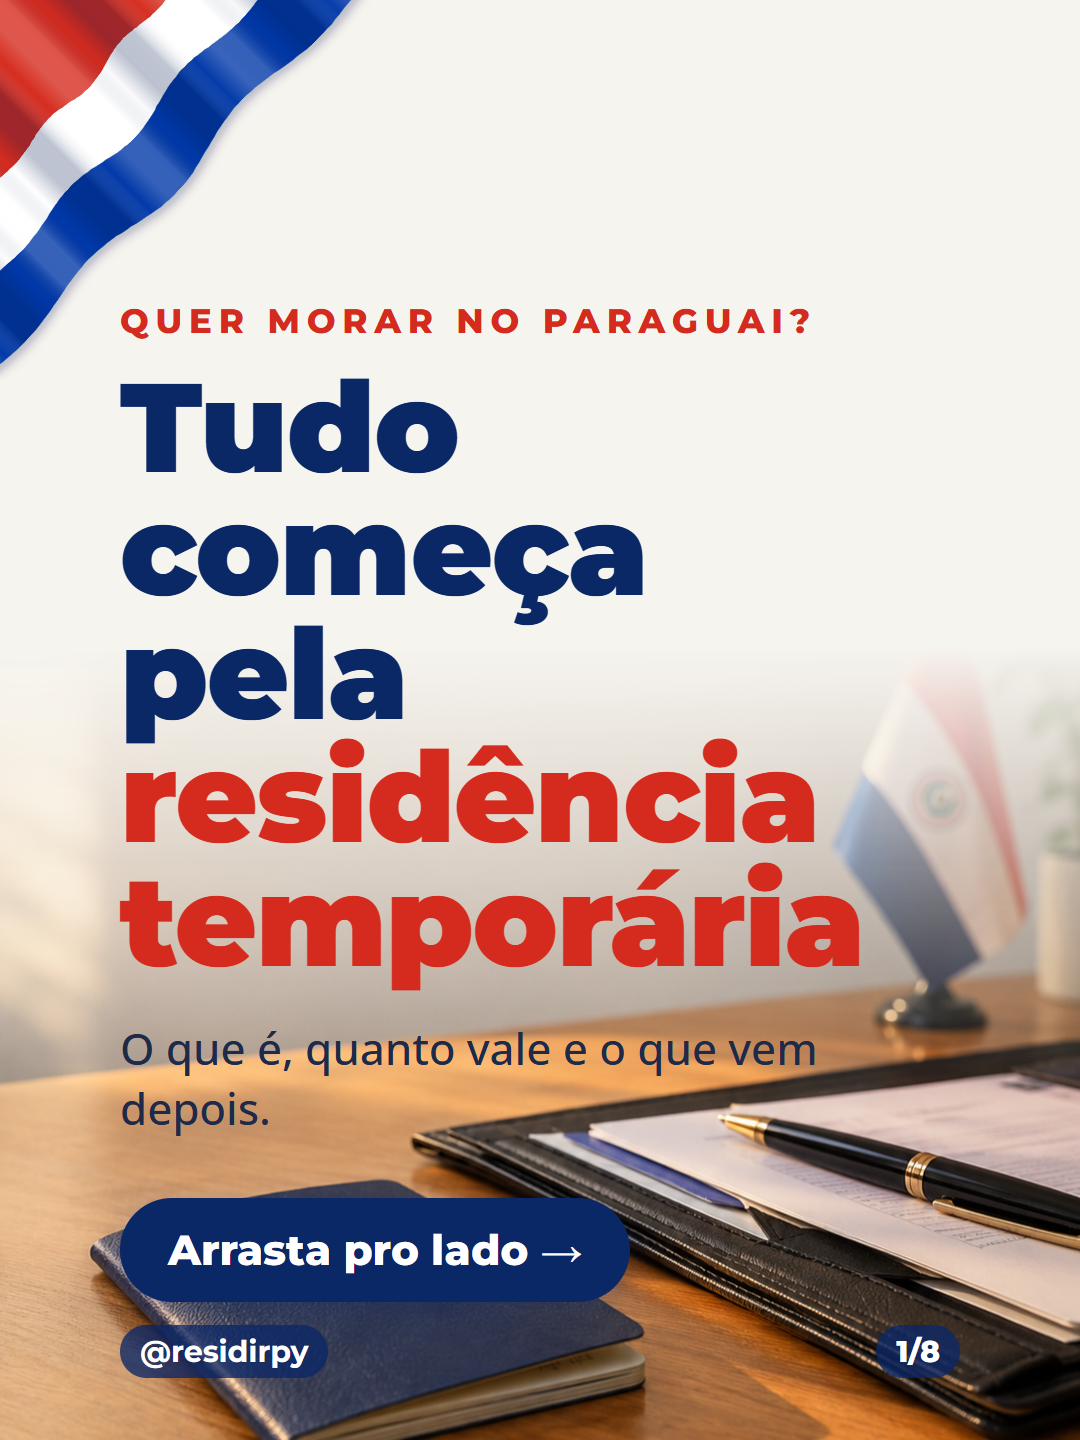 QUER MORAR NO PARAGUAI?
Tudo
começa
pela
residência
temporária
O que é, quanto vale e o que vem
depois.
Arrasta pro lado →
@residirpy
1/8